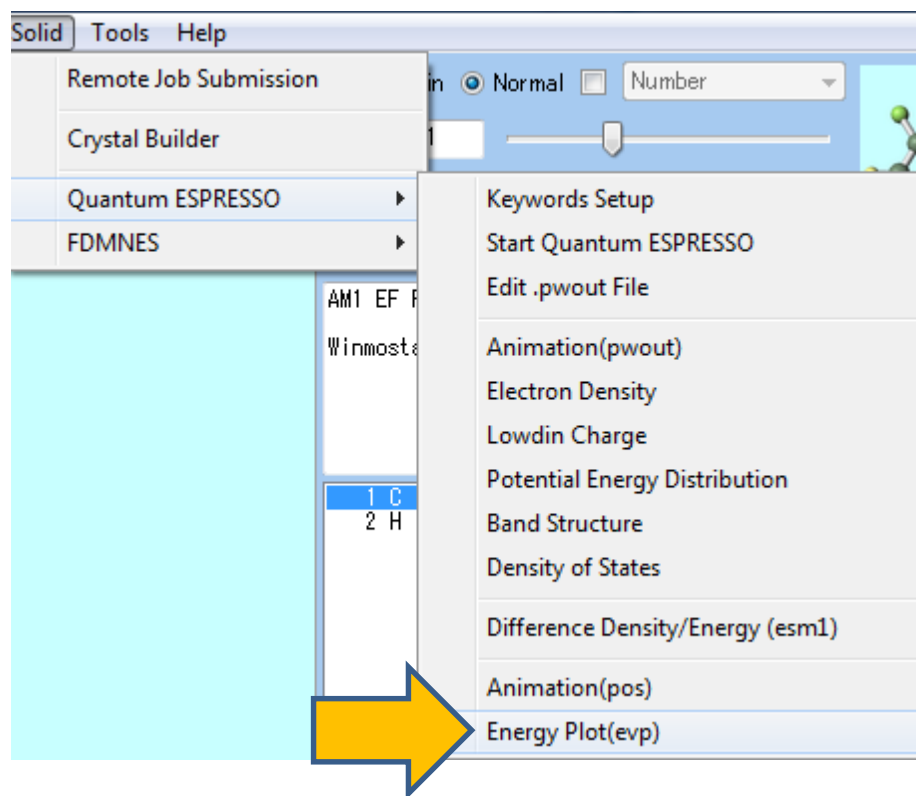 Solid Tools Help
Remote Job Submission
in Normal Number
Crystal Builder
1
Quantum ESPRESSO
Keywords Setup
FDMNES
Start Quantum ESPRESSO
Edit .pwout File
AM1 EF
Winmosta
Animation(pwout)
Electron Density
Lowdin Charge
Potential Energy Distribution
1 C
2 H
Band Structure
Density of States
Difference Density/Energy (esm1)
Animation(pos)
Energy Plot(evp)